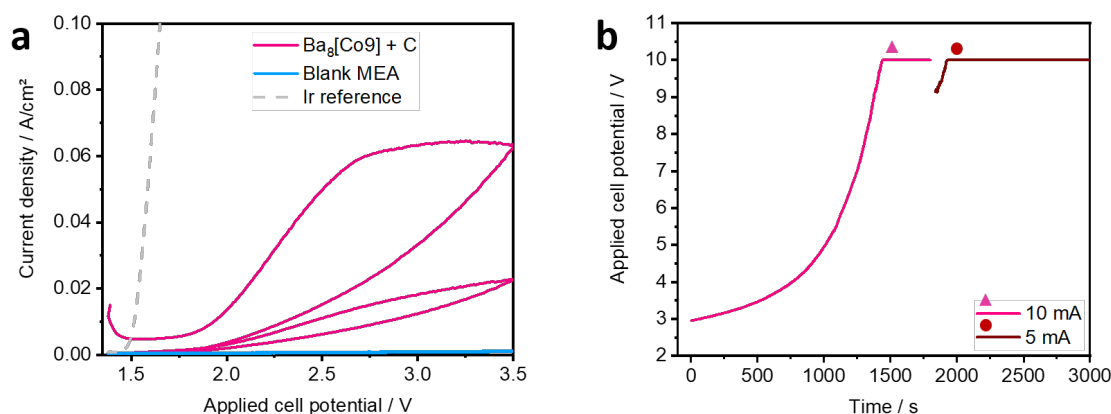 a
Current density / A/cm²
0.10
0.08
0.06
0.04
0.02
0.00
Ba₈[Co9] + C
Blank MEA
Ir reference
1.5
2.0
2.5
3.0
3.5
Applied cell potential / V
b
Applied cell potential / V
11
10
9
8
7
6
5
4
3
2
10 mA
5 mA
0
500
1000
1500
2000
2500
3000
Time / s